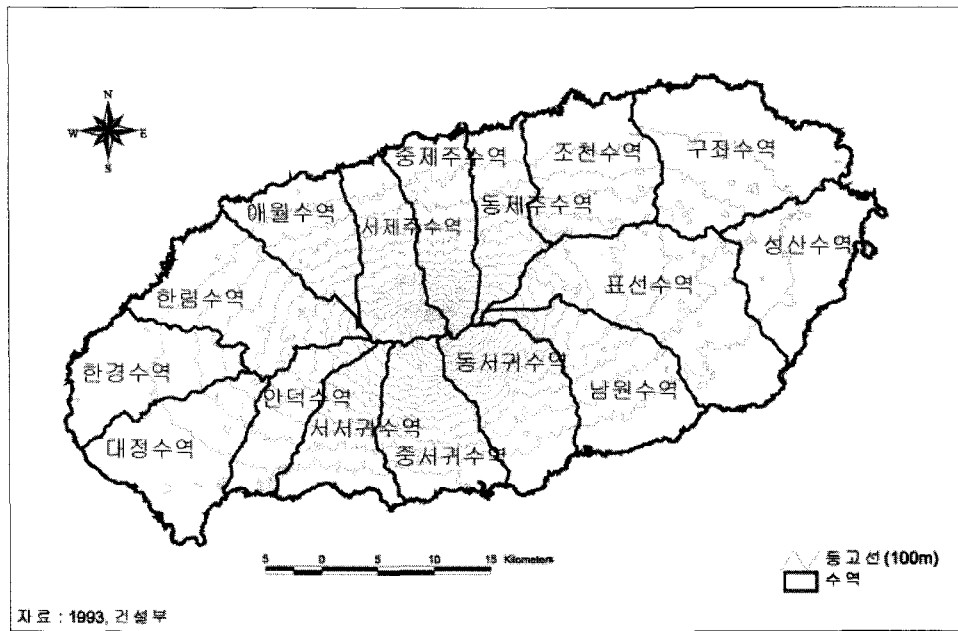 N
W E
S
중제주수역
조천수역
구좌수역
애월수역
서제주수역
동제주수역
성산수역
한림수역
표선수역
한경수역
동서귀수역
안덕수역
남원수역
대정수역
서서귀수역
중서귀수역
5 0 5 10 15 Kilometers
등고선(100m)
수역
자료 : 1993, 건설부